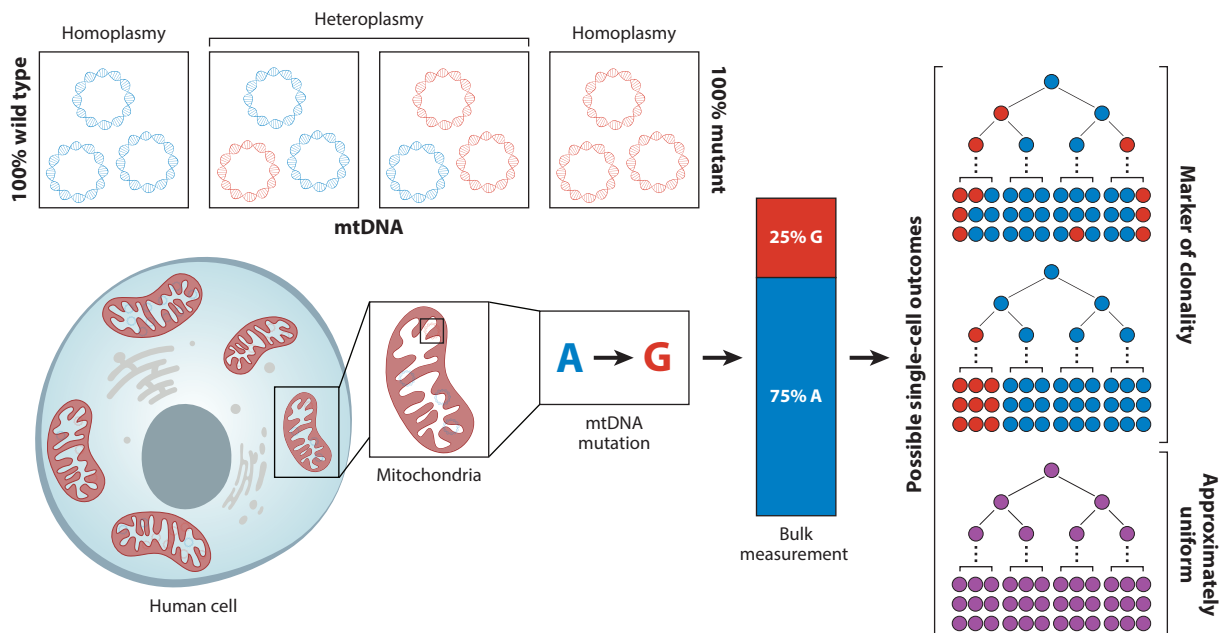 Homoplasmy
Heteroplasmy
Homoplasmy
100% wild type
100% mutant
mtDNA
Human cell
Mitochondria
A
G
mtDNA
mutation
25% G
75% A
Bulk
measurement
Possible single-cell outcomes
Marker of clonality
Approximately
uniform